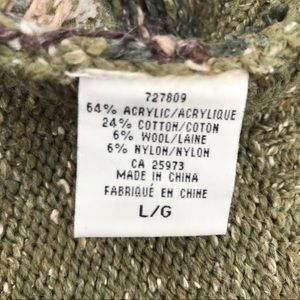 727809
64% ACRYLIC/ACRYLIQUE
24% COTTON/COTON
6% WOOL/LAINE
6% NYLON/NYLON
CA 25973
MADE IN CHINA
FABRIQUÉ EN CHINE
L/G